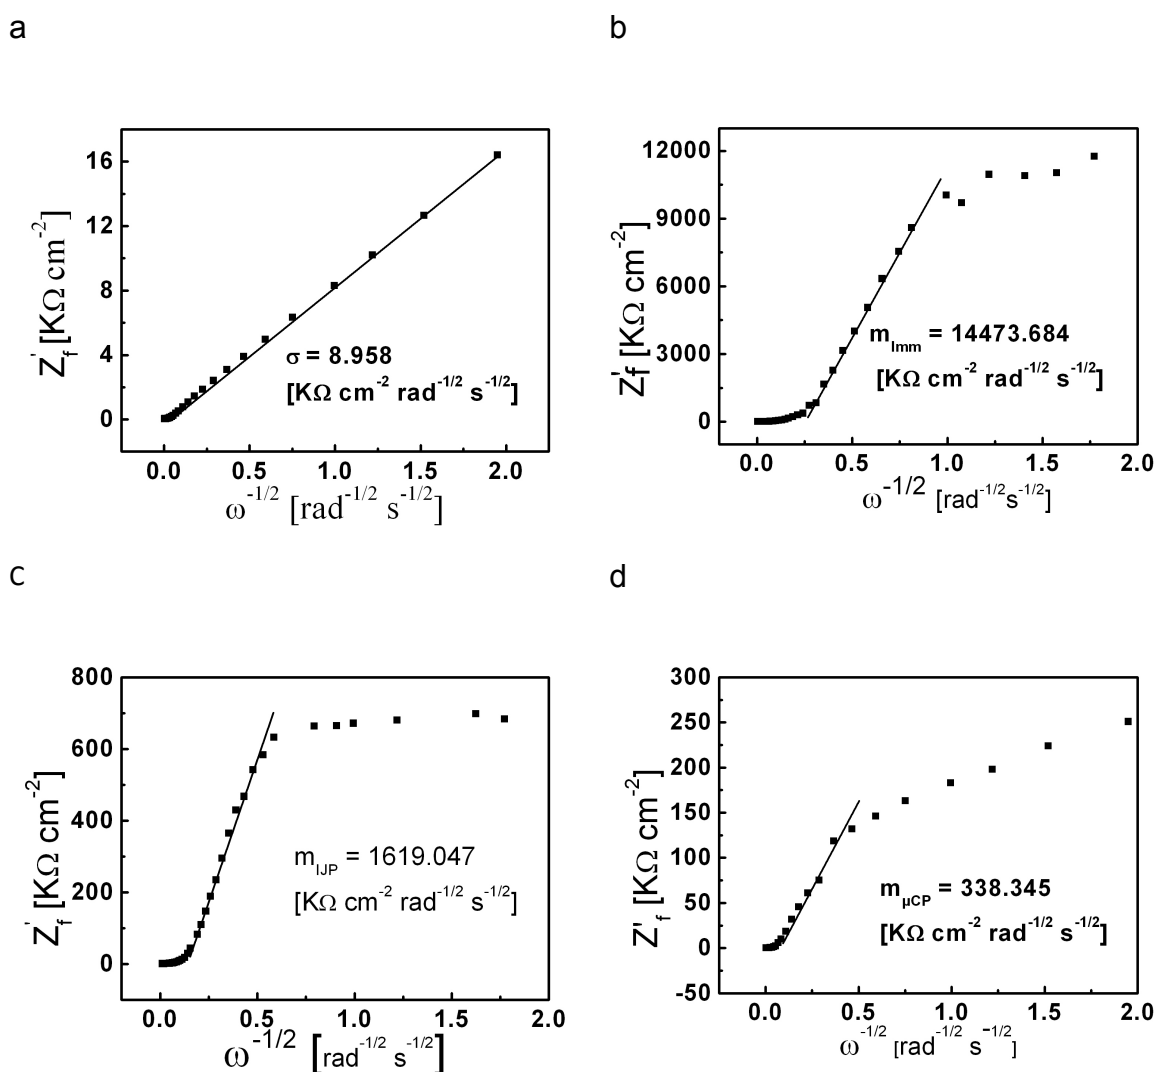 a
b
16
12
8
4
0
Z'f [KΩ cm-2]
σ = 8.958
[KΩ cm-2 rad-1/2 s-1/2]
0.0 0.5 1.0 1.5 2.0
ω-1/2 [rad-1/2 s-1/2]
12000
9000
6000
3000
0
Z'f [KΩ cm-2]
mImm = 14473.684
[KΩ cm-2 rad-1/2 s-1/2]
0.0 0.5 1.0 1.5 2.0
ω-1/2 [rad-1/2s-1/2]
c
d
800
600
400
200
0
Z'f [KΩ cm-2]
mIJP = 1619.047
[KΩ cm-2 rad-1/2 s-1/2]
0.0 0.5 1.0 1.5 2.0
ω-1/2 [rad-1/2 s-1/2]
300
250
200
150
100
50
0
-50
Z'f [KΩ cm-2]
mµCP = 338.345
[KΩ cm-2 rad-1/2 s-1/2]
0.0 0.5 1.0 1.5 2.0
ω-1/2 [rad-1/2 s-1/2]